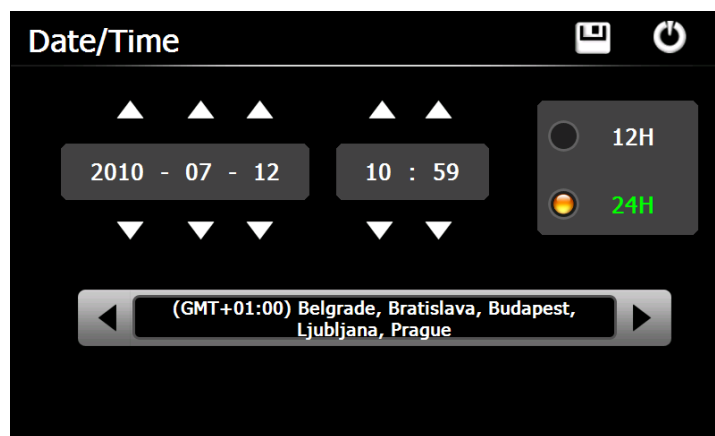 Date/Time
2010 - 07 - 12
10 : 59
12H
24H
(GMT+01:00) Belgrade, Bratislava, Budapest,
Ljubljana, Prague